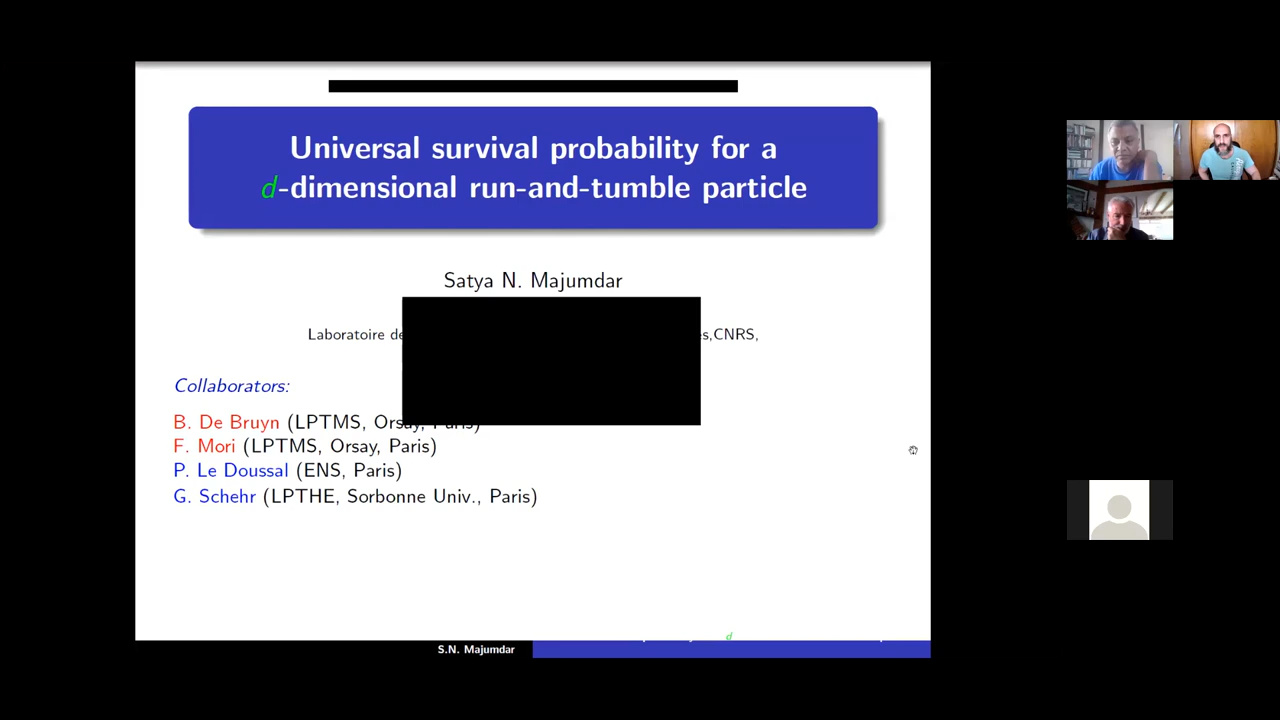 Universal survival probability for a
d-dimensional run-and-tumble particle
Satya N. Majumdar
Laboratoire de
,CNRS,
Collaborators:
B. De Bruyn (LPTMS, Orsay, Paris)
F. Mori (LPTMS, Orsay, Paris)
P. Le Doussal (ENS, Paris)
G. Schehr (LPTHE, Sorbonne Univ., Paris)
d
S.N. Majumdar